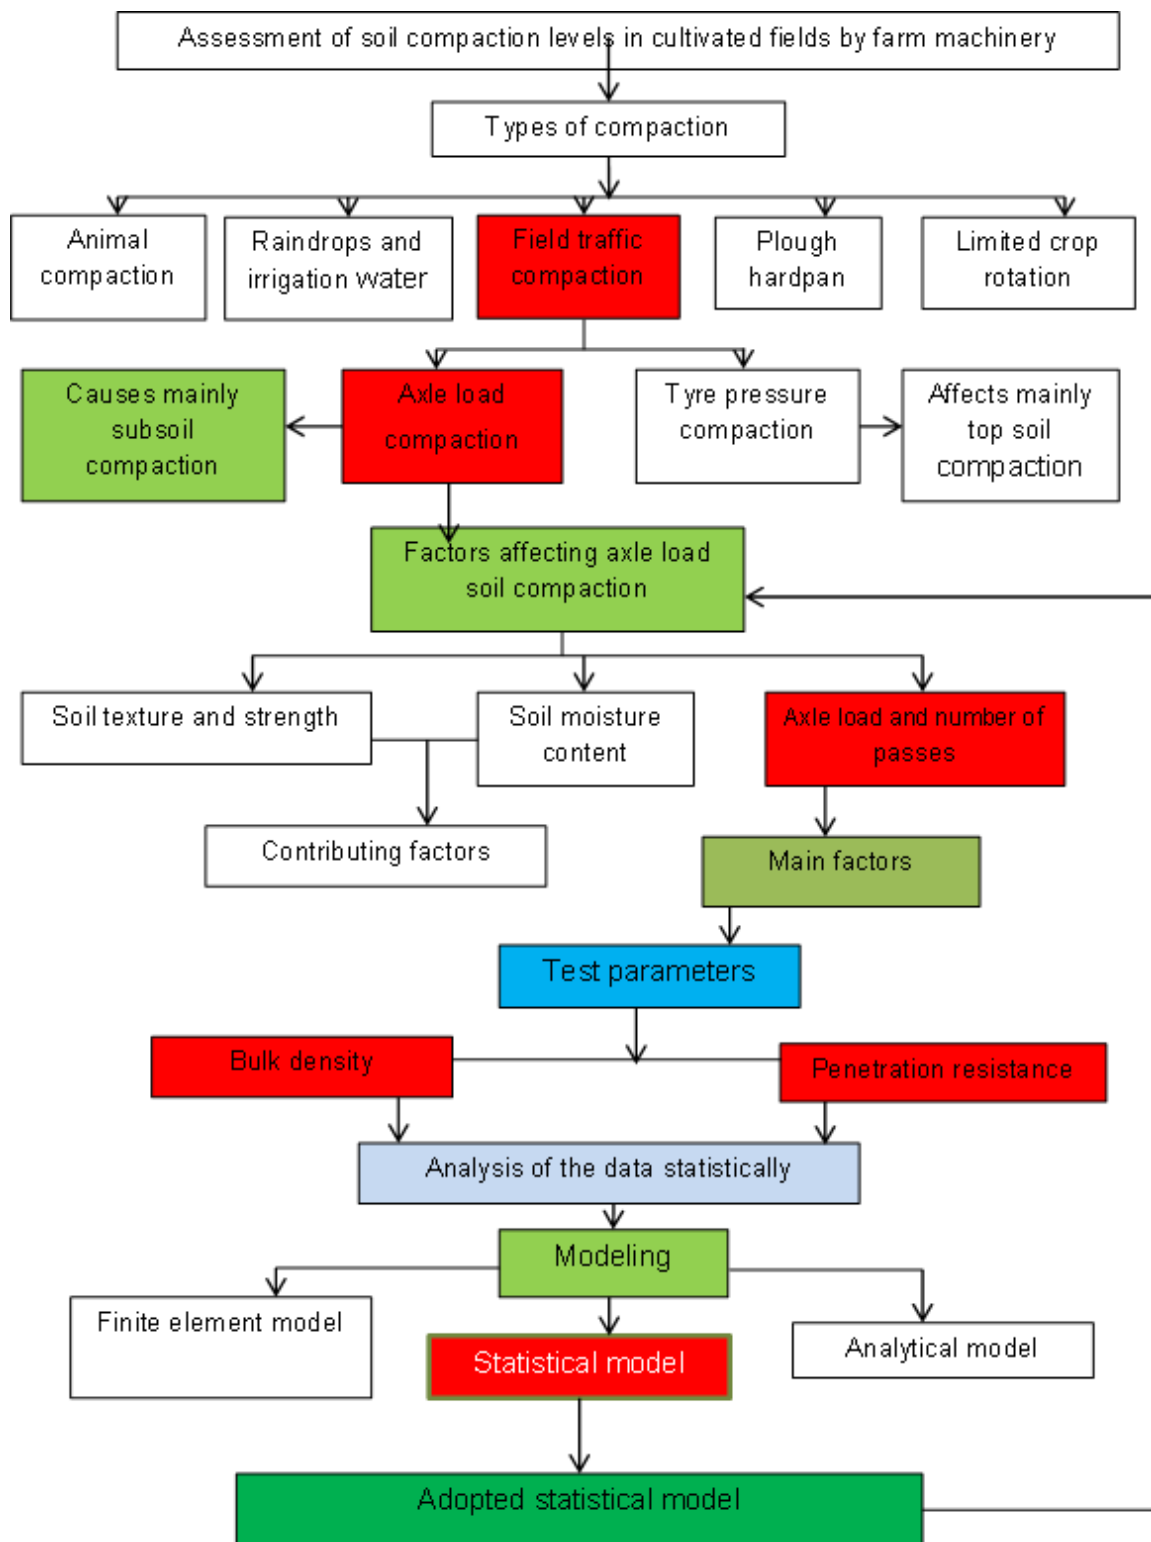 Assessment of soil compaction levels in cultivated fields by farm machinery
Types of compaction
Animal
compaction
Raindrops and
irrigation water
Field traffic
compaction
Plough
hardpan
Limited crop
rotation
Causes mainly
subsoil
compaction
Axle load
compaction
Tyre pressure
compaction
Affects mainly
top soil
compaction
Factors affecting axle load
soil compaction
Soil texture and strength
Soil moisture
content
Axle load and number of
passes
Contributing factors
Main factors
Test parameters
Bulk density
Penetration resistance
Analysis of the data statistically
Modeling
Finite element model
Statistical model
Analytical model
Adopted statistical model